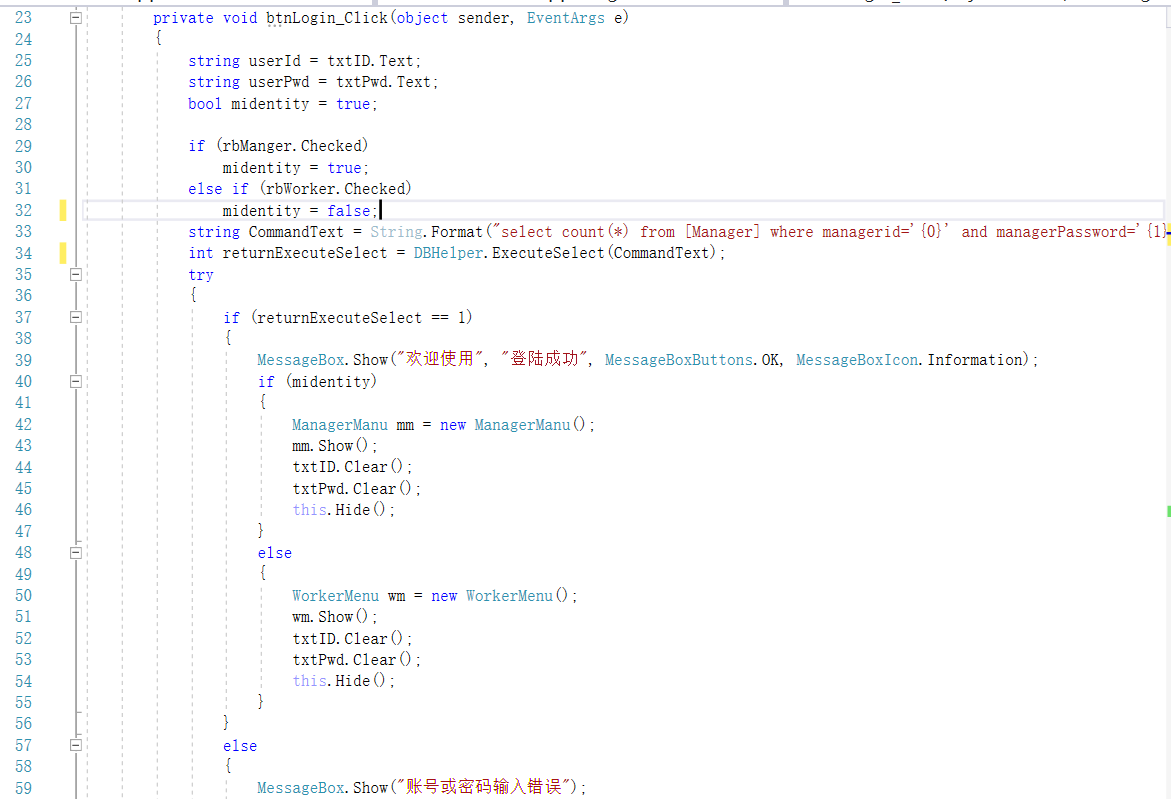 23 private void btnLogin_Click(object sender, EventArgs e)
24 {
25 string userId = txtID.Text;
26 string userPwd = txtPwd.Text;
27 bool midentity = true;
28
29 if (rbManger.Checked)
30 midentity = true;
31 else if (rbWorker.Checked)
32 midentity = false;
33 string CommandText = String.Format("select count(*) from [Manager] where managerid='{0}' and managerPassword='{1}
34 int returnExecuteSelect = DBHelper.ExecuteSelect(CommandText);
35 try
36 {
37 if (returnExecuteSelect == 1)
38 {
39 MessageBox.Show("欢迎使用", "登陆成功", MessageBoxButtons.OK, MessageBoxIcon.Information);
40 if (midentity)
41 {
42 ManagerManu mm = new ManagerManu();
43 mm.Show();
44 txtID.Clear();
45 txtPwd.Clear();
46 this.Hide();
47 }
48 else
49 {
50 WorkerMenu wm = new WorkerMenu();
51 wm.Show();
52 txtID.Clear();
53 txtPwd.Clear();
54 this.Hide();
55 }
56 }
57 else
58 {
59 MessageBox.Show("账号或密码输入错误");